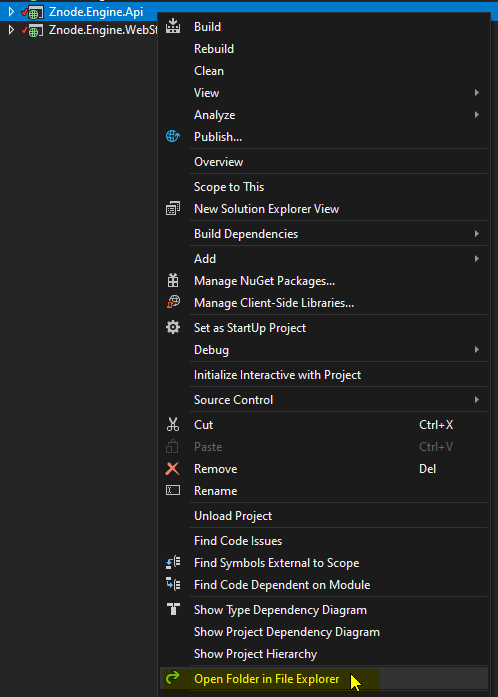 Znode.Engine.Api
Znode.Engine.WebSt
Build
Rebuild
Clean
View
Analyze
Publish...
Overview
Scope to This
New Solution Explorer View
Build Dependencies
Add
Manage NuGet Packages...
Manage Client-Side Libraries...
Set as StartUp Project
Debug
Initialize Interactive with Project
Source Control
Cut Ctrl+X
Paste Ctrl+V
Remove Del
Rename
Unload Project
Find Code Issues
Find Symbols External to Scope
Find Code Dependent on Module
Show Type Dependency Diagram
Show Project Dependency Diagram
Show Project Hierarchy
Open Folder in File Explorer